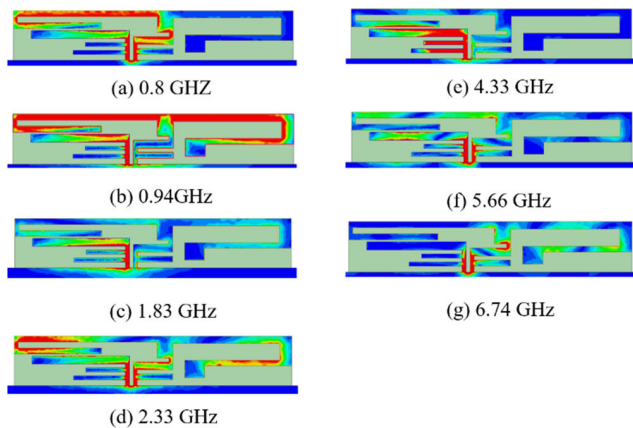 (a) 0.8 GHZ
(b) 0.94GHz
(c) 1.83 GHz
(d) 2.33 GHz
(e) 4.33 GHz
(f) 5.66 GHz
(g) 6.74 GHz